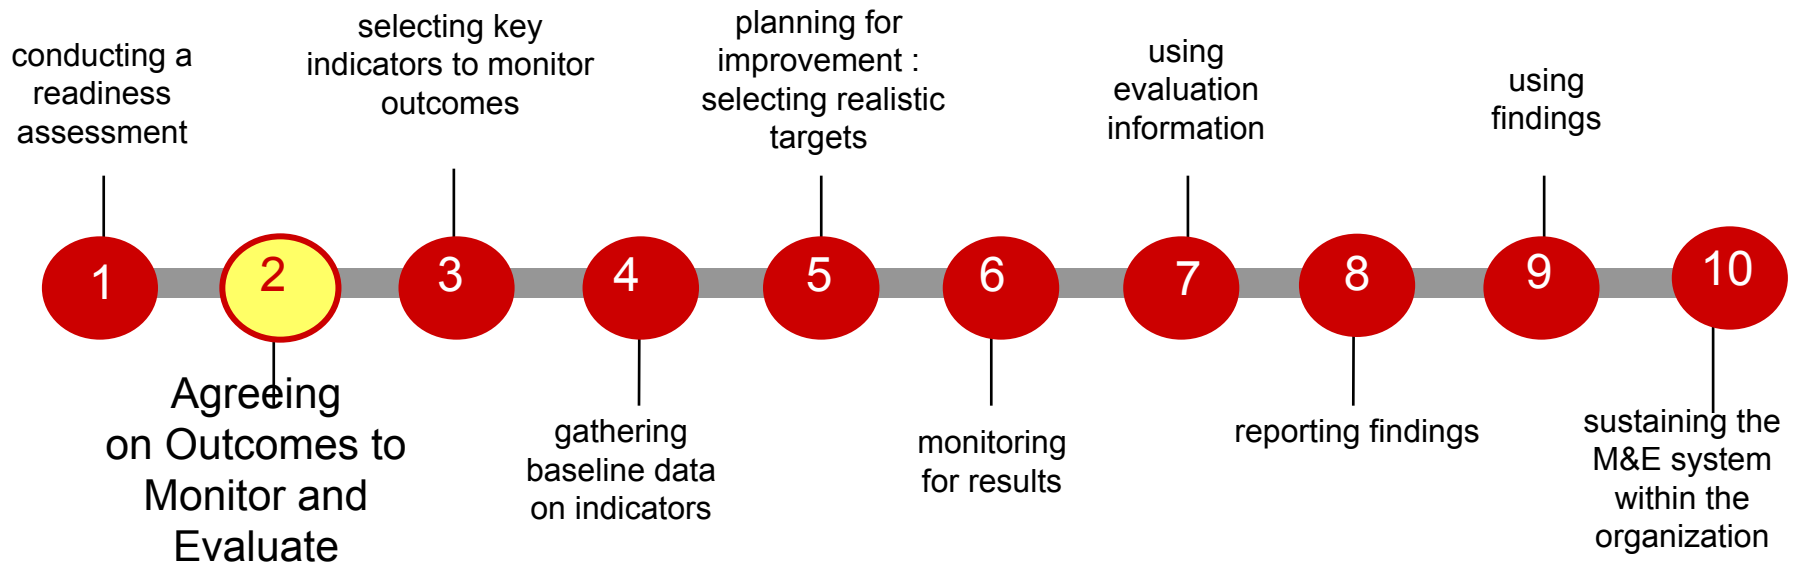 conducting a
readiness
assessment
selecting key
indicators to monitor
outcomes
planning for
improvement :
selecting realistic
targets
using
evaluation
information
using
findings
1
2
3
4
5
6
7
8
9
10
Agreeing
on Outcomes to
Monitor and
Evaluate
gathering
baseline data
on indicators
monitoring
for results
reporting findings
sustaining the
M&E system
within the
organization